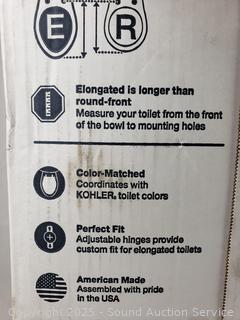 E R
Elongated is longer than
round-front
Measure your toilet from the front
of the bowl to mounting holes
Color-Matched
Coordinates with
KOHLER® toilet colors
Perfect Fit
Adjustable hinges provide
custom fit for elongated toilets
American Made
Assembled with pride
in the USA
Copyright 2025 - Sound Auction Service